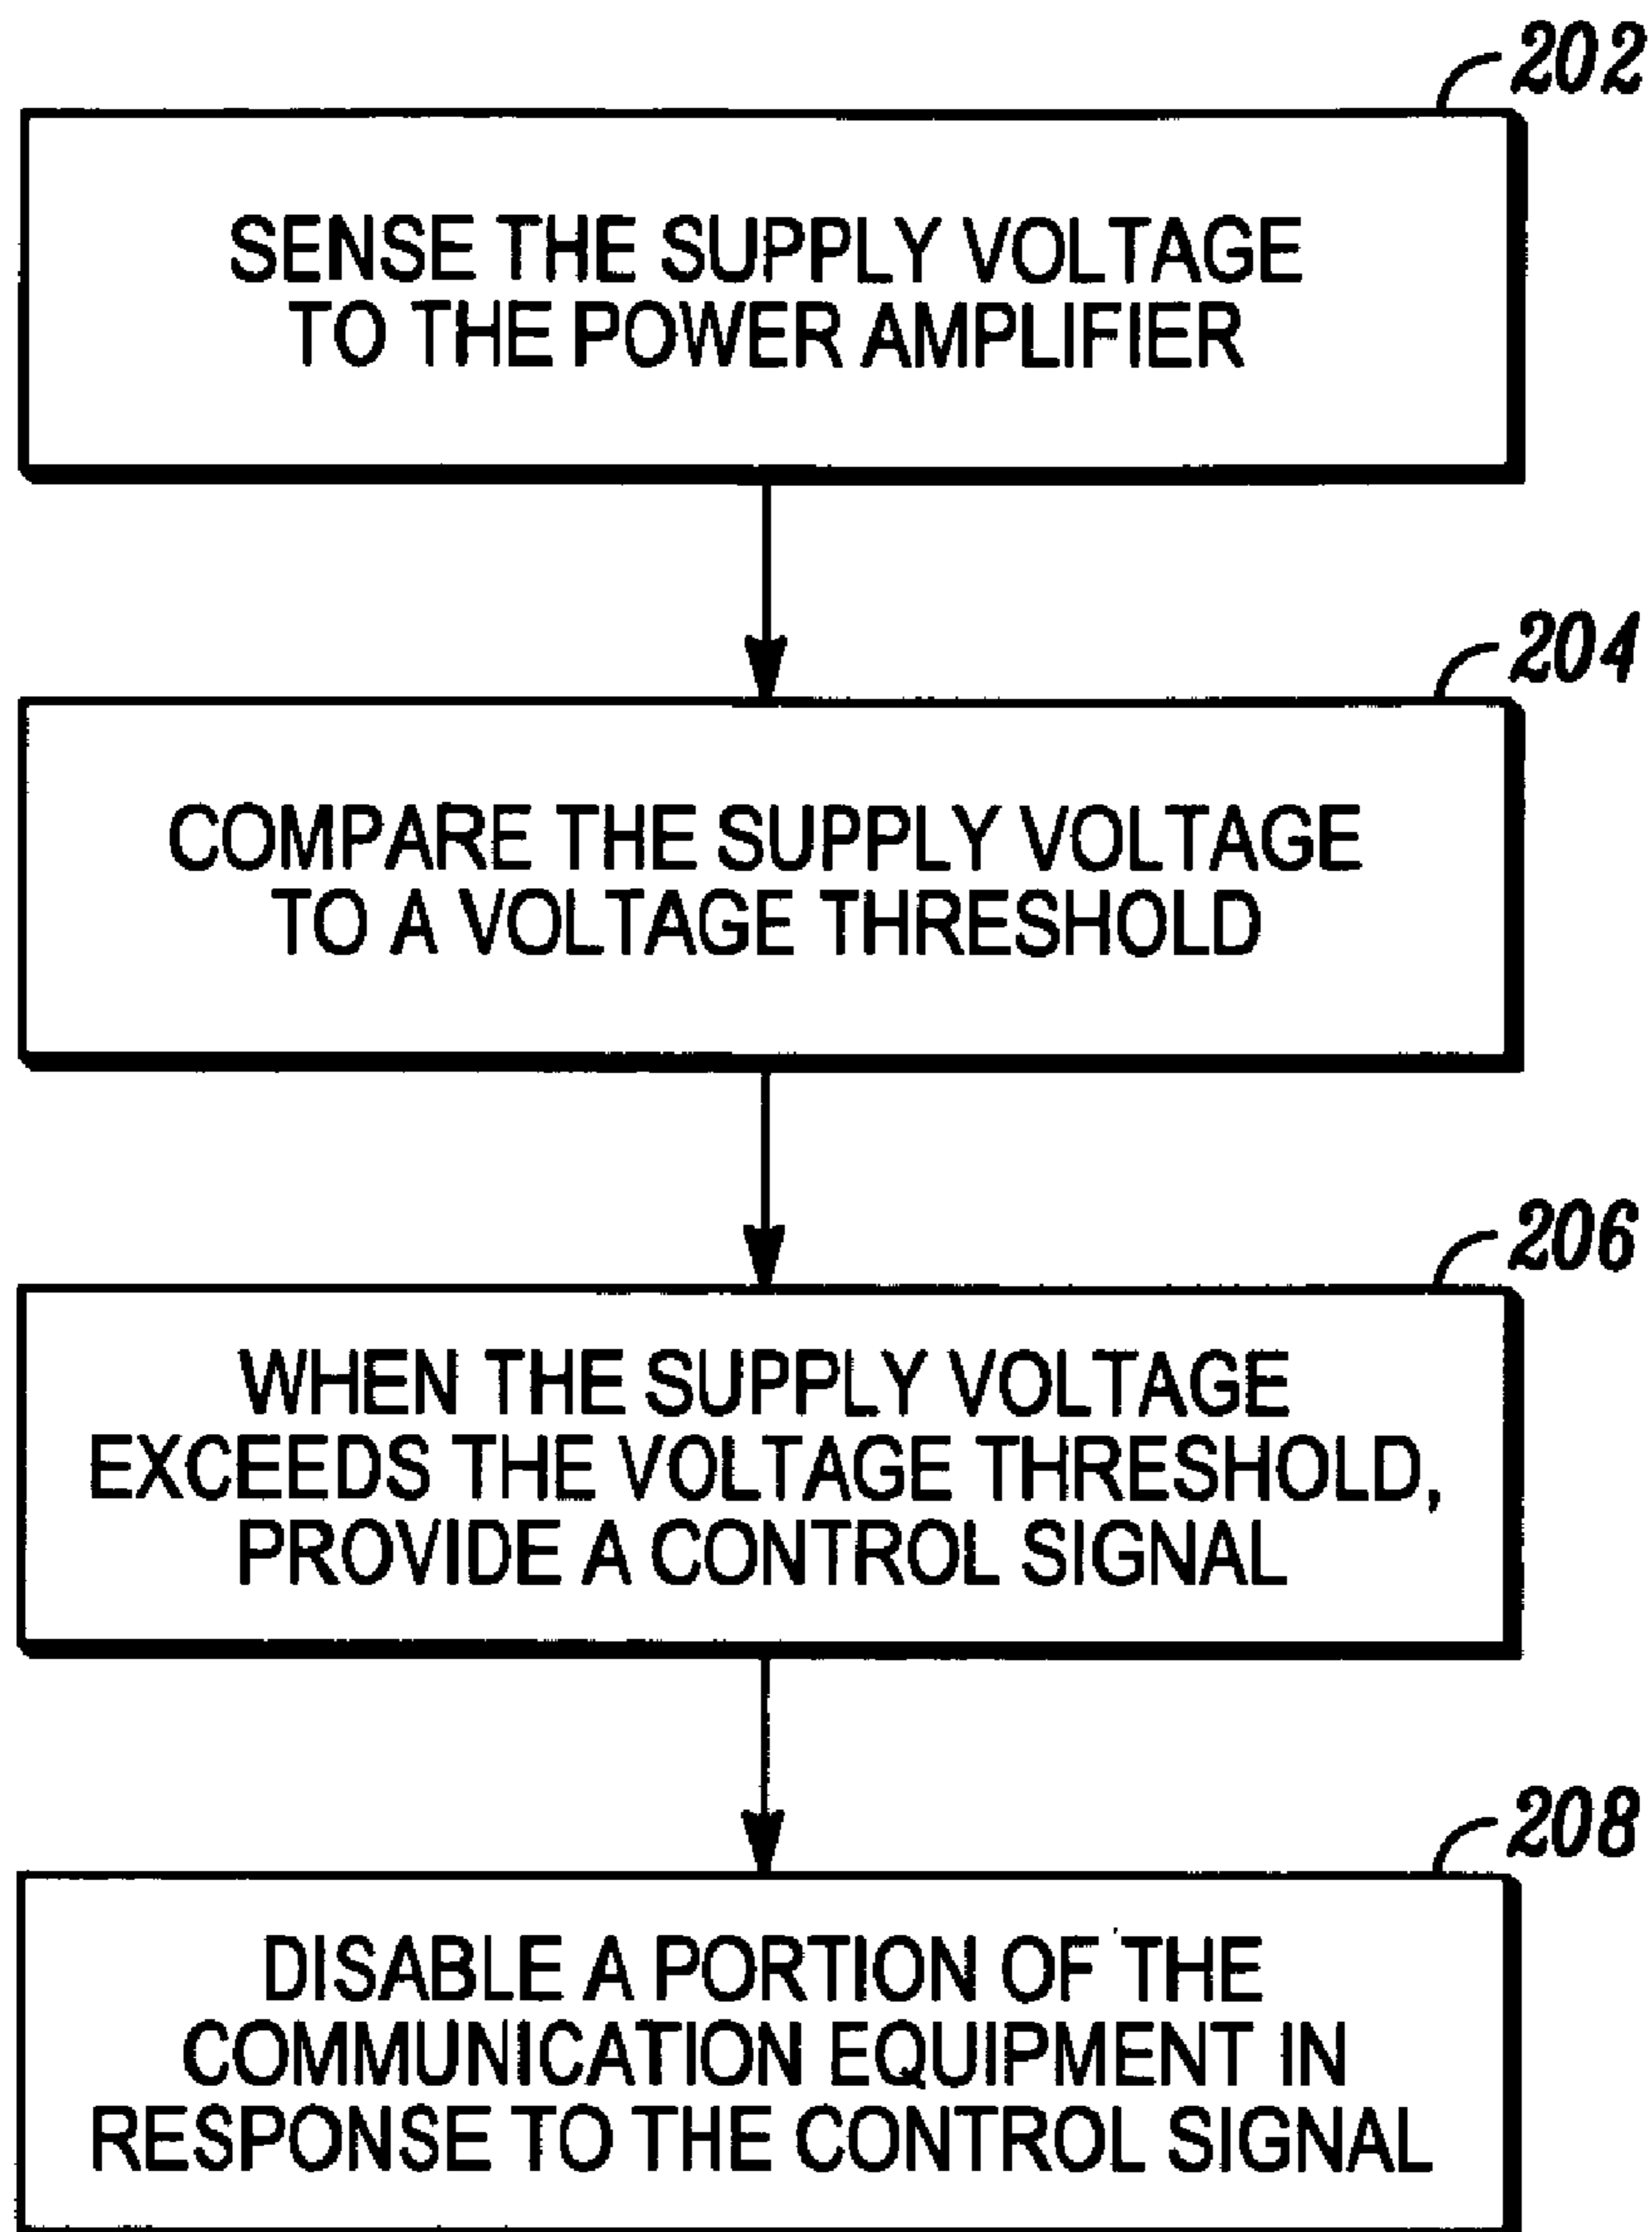 202
SENSE THE SUPPLY VOLTAGE
TO THE POWER AMPLIFIER
204
COMPARE THE SUPPLY VOLTAGE
TO A VOLTAGE THRESHOLD
206
WHEN THE SUPPLY VOLTAGE
EXCEEDS THE VOLTAGE THRESHOLD,
PROVIDE A CONTROL SIGNAL
208
DISABLE A PORTION OF THE
COMMUNICATION EQUIPMENT IN
RESPONSE TO THE CONTROL SIGNAL